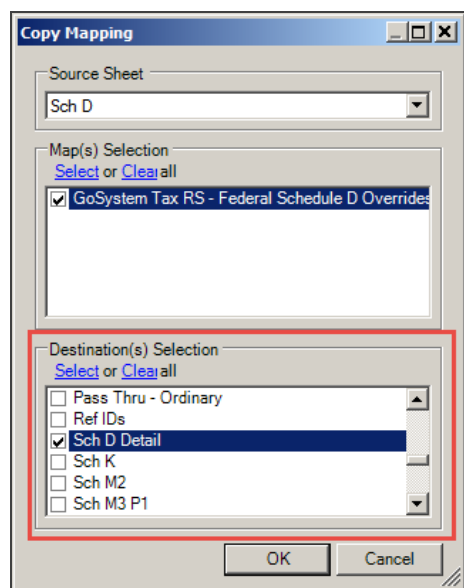 Copy Mapping
Source Sheet
Sch D
Map(s) Selection
Select or Clear all
GoSystem Tax RS - Federal Schedule D Overrides
Destination(s) Selection
Select or Clear all
Pass Thru - Ordinary
Ref IDs
Sch D Detail
Sch K
Sch M2
Sch M3 P1
OK Cancel